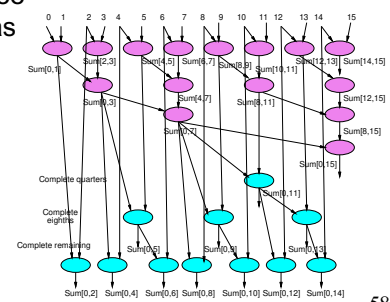 0 1 2 3 4 5 6 7 8 9 10 11 12 13 14 15
Sum[0,1] Sum[2,3] Sum[4,5] Sum[6,7] Sum[8,9] Sum[10,11] Sum[12,13] Sum[14,15]
Sum[0,3] Sum[4,7] Sum[8,11] Sum[12,15]
Sum[0,7] Sum[8,15]
Sum[0,15]
Complete quarters
Sum[0,11]
Complete
eighths
Sum[0,5] Sum[0,9] Sum[0,13]
Complete remaining
Sum[0,2] Sum[0,4] Sum[0,6] Sum[0,8] Sum[0,10] Sum[0,12] Sum[0,14]